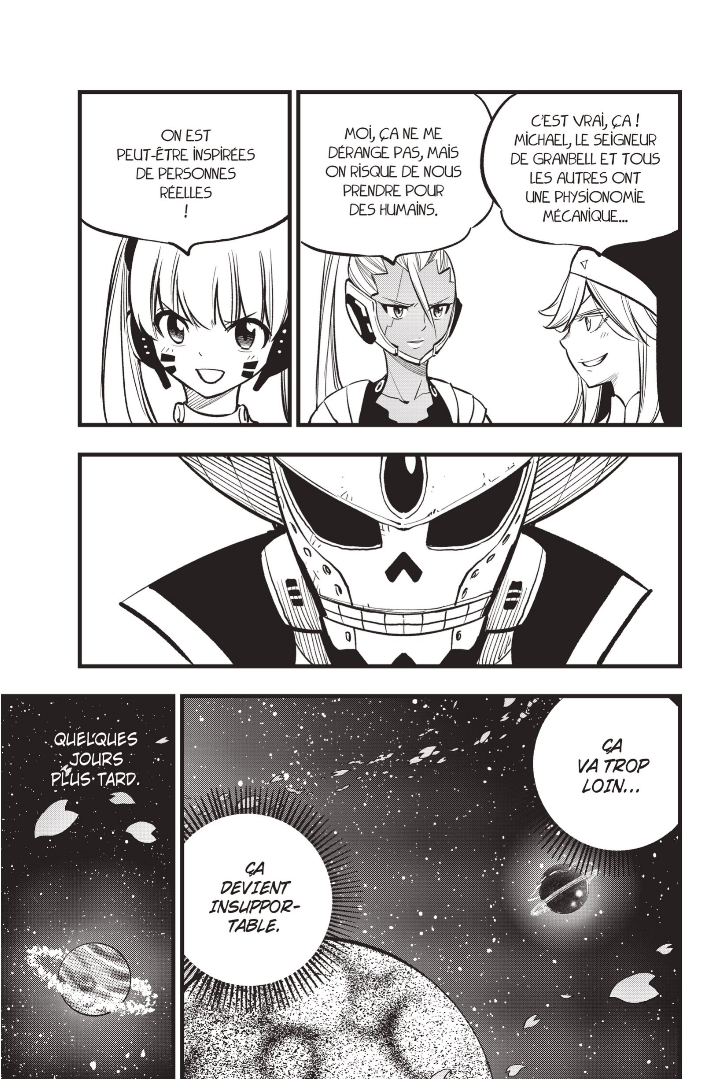 C'EST VRAI, ÇA !
MICHAEL, LE SEIGNEUR
DE GRANBELL ET TOUS
LES AUTRES ONT
UNE PHYSIONOMIE
MÉCANIQUE...
MOI, ÇA NE ME
DÉRANGE PAS, MAIS
ON RISQUE DE NOUS
PRENDRE POUR
DES HUMAINS.
ON EST
PEUT-ÊTRE INSPIRÉES
DE PERSONNES
RÉELLES
!
ÇA
VA TROP
LOIN...
ÇA
DEVIENT
INSUPPOR-
TABLE.
QUELQUES
JOURS
PLUS TARD.